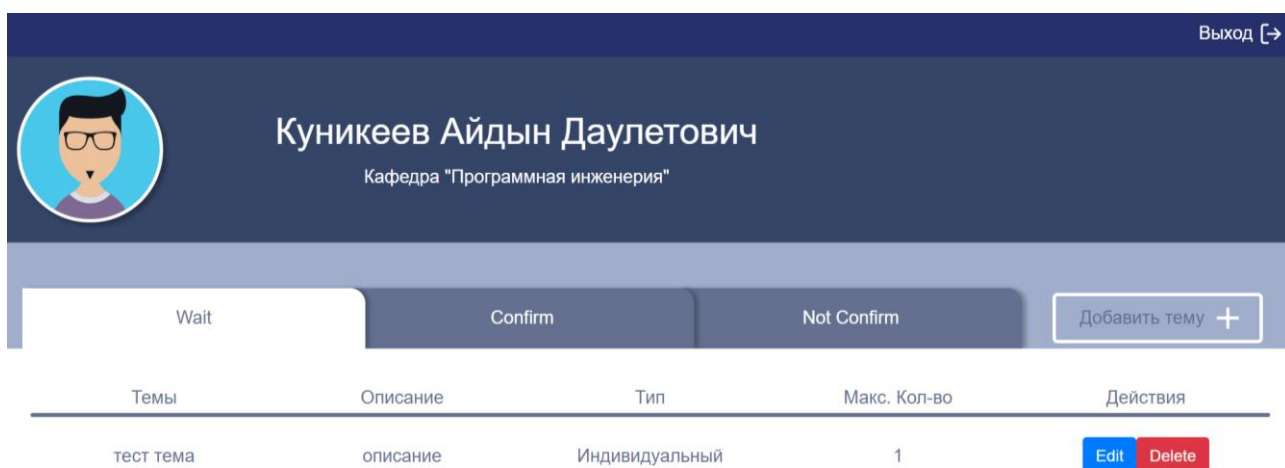 Выход
Куникеев Айдын Даулетович
Кафедра "Программная инженерия"
Wait Confirm Not Confirm Добавить тему
Темы Описание Тип Макс. Кол-во Действия
тест тема описание Индивидуальный 1 Edit Delete